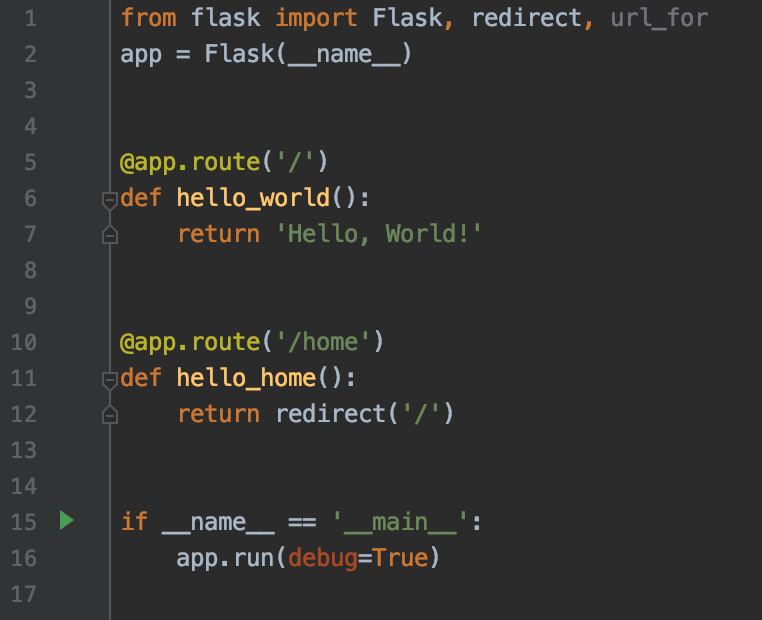 1 from flask import Flask, redirect, url_for
2 app = Flask(__name__)
3
4
5 @app.route('/')
6 def hello_world():
7     return 'Hello, World!'
8
9
10 @app.route('/home')
11 def hello_home():
12     return redirect('/')
13
14
15 if __name__ == '__main__':
16     app.run(debug=True)
17